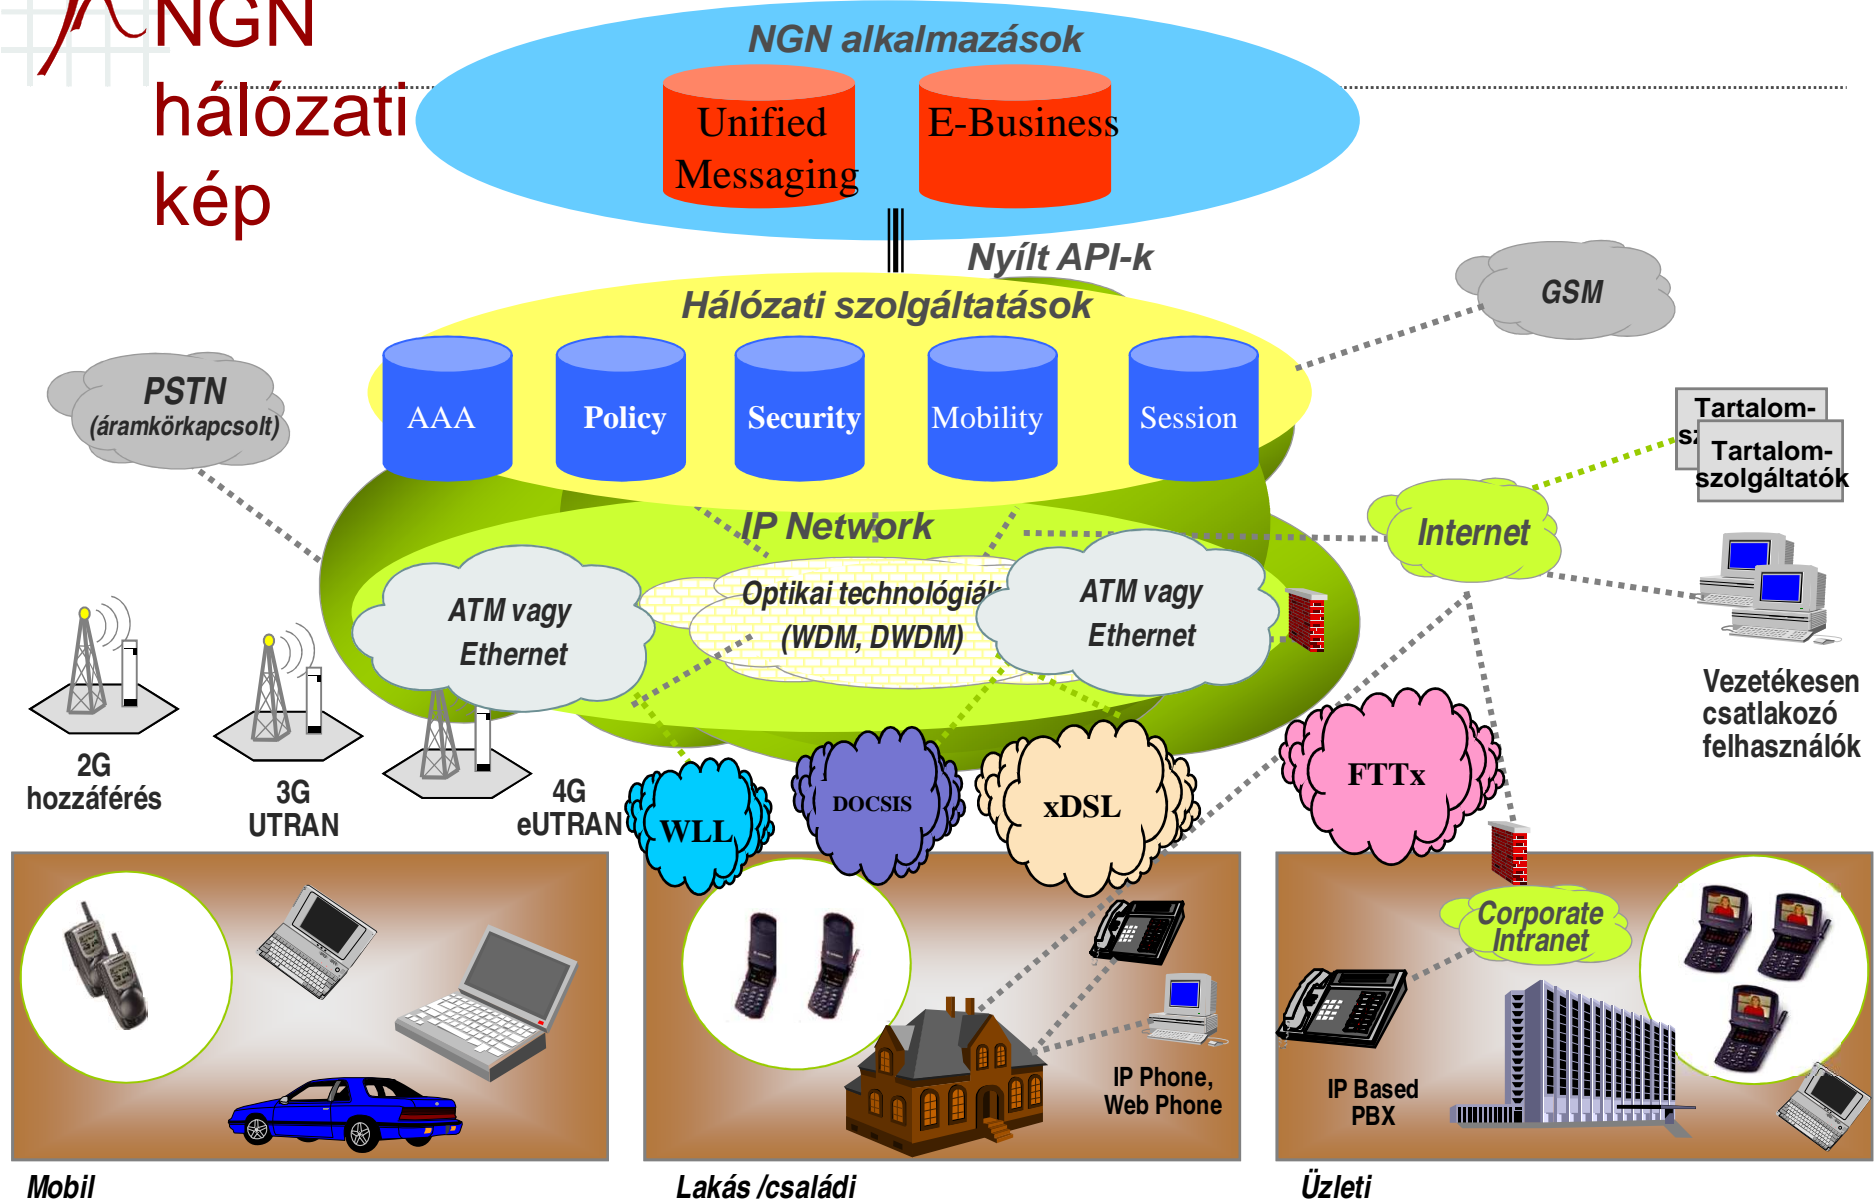 NGN
hálózati
kép
NGN alkalmazások
Unified
Messaging
E-Business
Nyílt API-k
Hálózati szolgáltatások
GSM
PSTN
(áramkörkapcsolt)
AAA
Policy
Security
Mobility
Session
Tartalom-
Tartalom-
szolgáltatók
IP Network
Internet
ATM vagy
Ethernet
Optikai technológiák
(WDM, DWDM)
ATM vagy
Ethernet
Vezetékesen
csatlakozó
felhasználók
2G
hozzáférés
3G
UTRAN
4G
eUTRAN
WLL
DOCSIS
xDSL
FTTx
Corporate
Intranet
IP Phone,
Web Phone
IP Based
PBX
Mobil
Lakás /családi
Üzleti